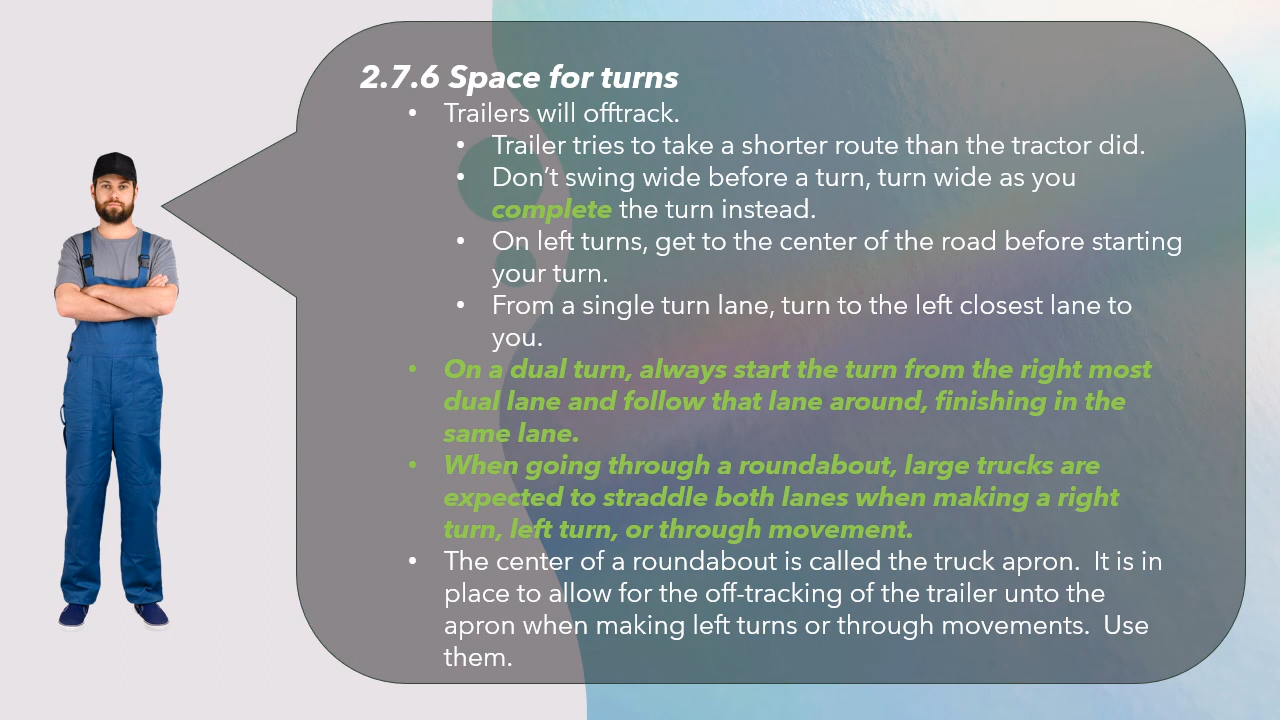 2.7.6 Space for turns
• Trailers will offtrack.
• Trailer tries to take a shorter route than the tractor did.
• Don’t swing wide before a turn, turn wide as you
complete the turn instead.
• On left turns, get to the center of the road before starting
your turn.
• From a single turn lane, turn to the left closest lane to
you.
• On a dual turn, always start the turn from the right most
dual lane and follow that lane around, finishing in the
same lane.
• When going through a roundabout, large trucks are
expected to straddle both lanes when making a right
turn, left turn, or through movement.
• The center of a roundabout is called the truck apron.  It is in
place to allow for the off-tracking of the trailer unto the
apron when making left turns or through movements.  Use
them.